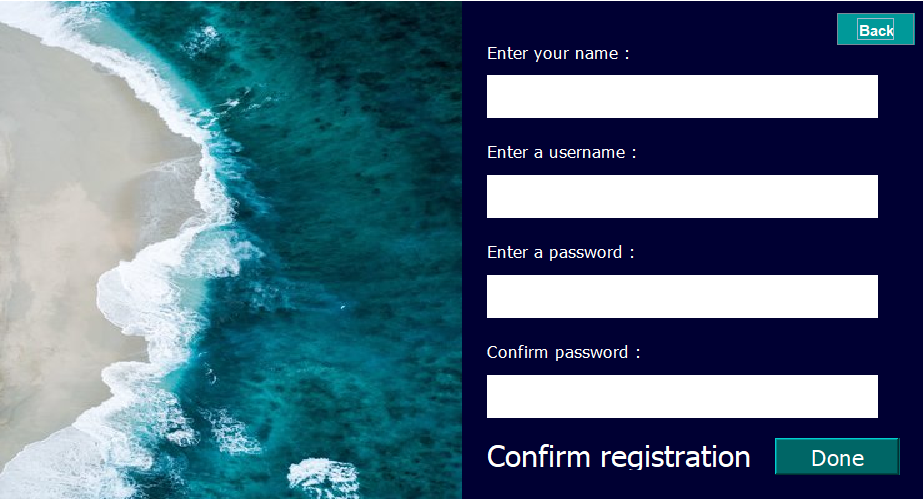 Back
Enter your name :
Enter a username :
Enter a password :
Confirm password :
Confirm registration
Done